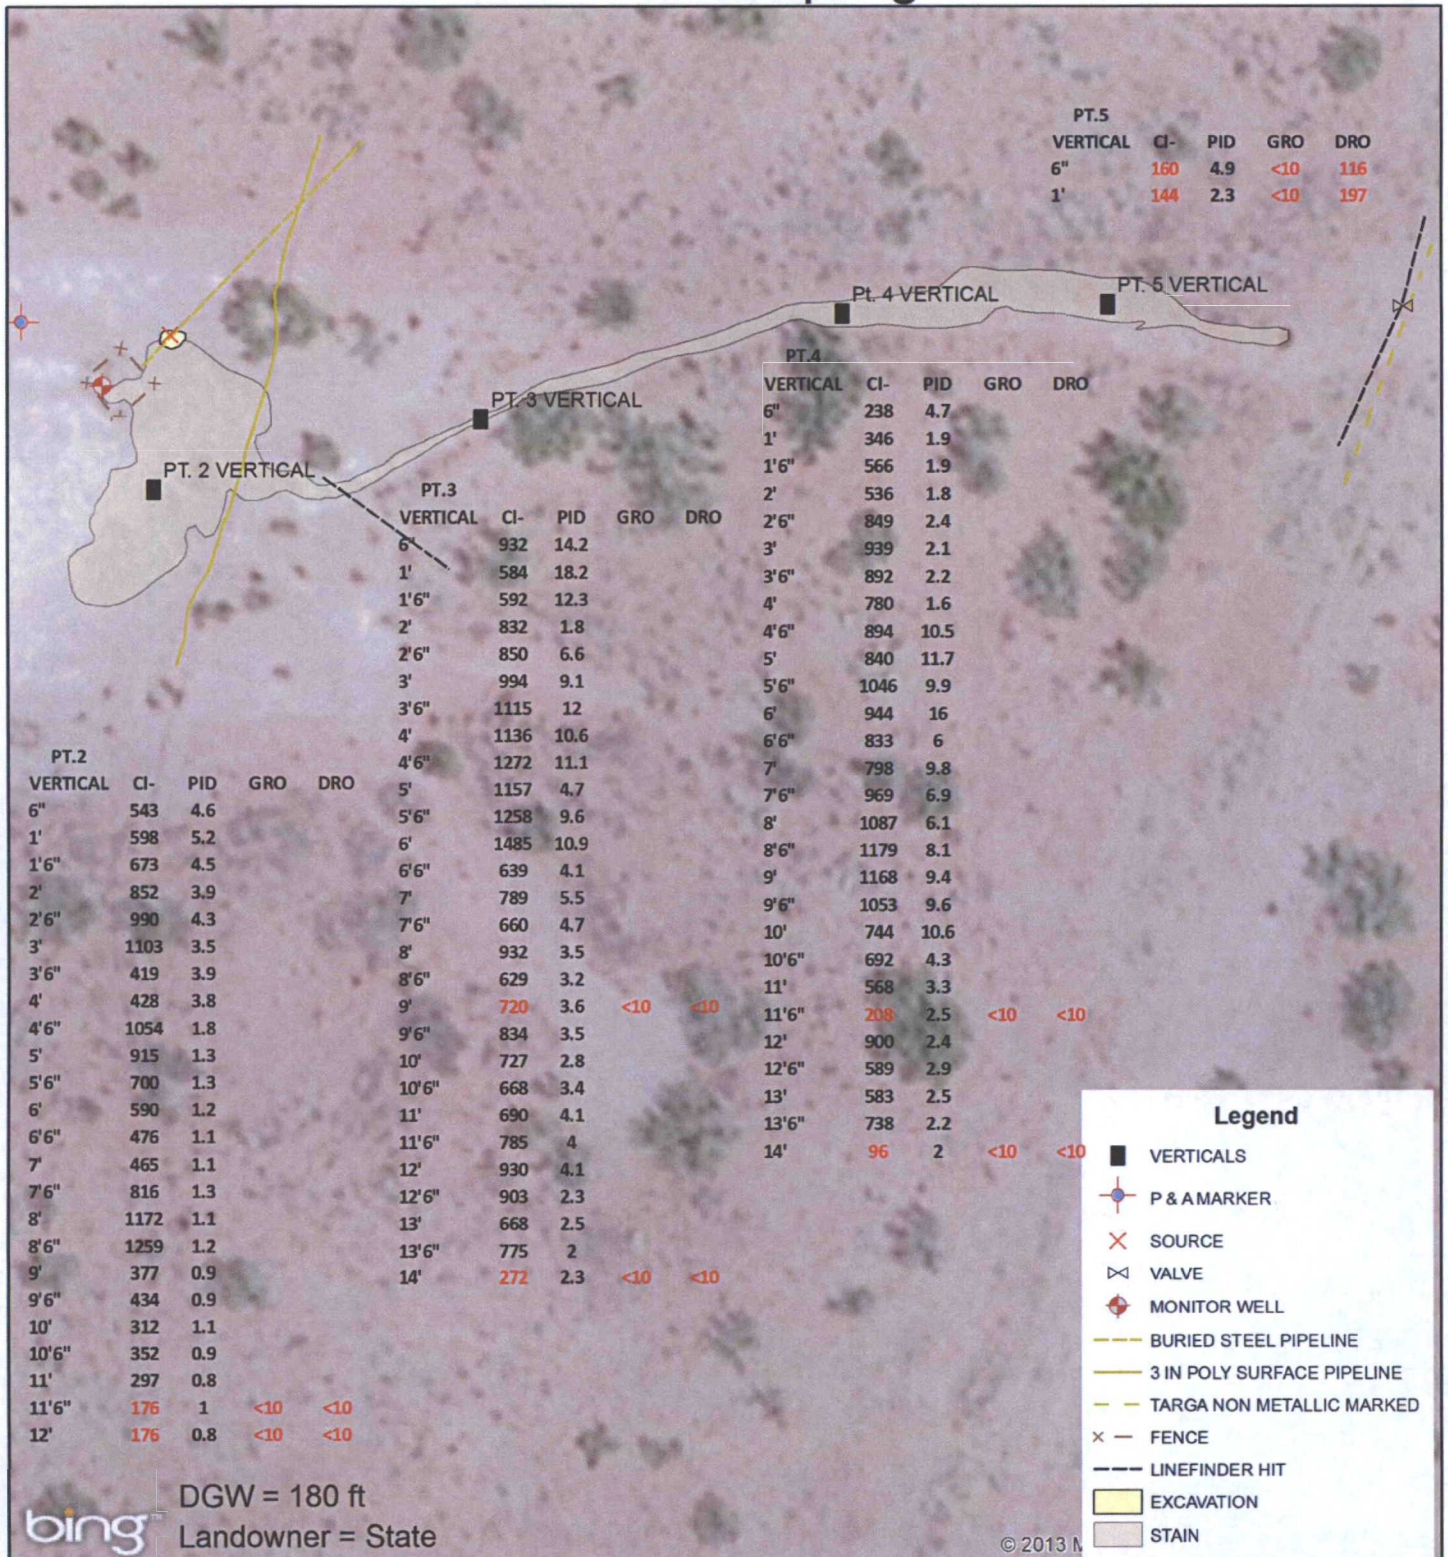 PT.5
VERTICAL Cl- PID GRO DRO
6" 160 4.9 <10 116
1' 144 2.3 <10 197
PT. 5 VERTICAL
Pt. 4 VERTICAL
PT. 3 VERTICAL
PT. 2 VERTICAL
PT.4
VERTICAL Cl- PID GRO DRO
6" 238 4.7
1' 346 1.9
1'6" 566 1.9
2' 536 1.8
2'6" 849 2.4
3' 939 2.1
3'6" 892 2.2
4' 780 1.6
4'6" 894 10.5
5' 840 11.7
5'6" 1046 9.9
6' 944 16
6'6" 833 6
7' 798 9.8
7'6" 969 6.9
8' 1087 6.1
8'6" 1179 8.1
9' 1168 9.4
9'6" 1053 9.6
10' 744 10.6
10'6" 692 4.3
11' 568 3.3
11'6" 208 2.5 <10 <10
12' 900 2.4
12'6" 589 2.9
13' 583 2.5
13'6" 738 2.2
14' 96 2 <10 <10
PT.3
VERTICAL Cl- PID GRO DRO
6" 932 14.2
1' 584 18.2
1'6" 592 12.3
2' 832 1.8
2'6" 850 6.6
3' 994 9.1
3'6" 1115 12
4' 1136 10.6
4'6" 1272 11.1
5' 1157 4.7
5'6" 1258 9.6
6' 1485 10.9
6'6" 639 4.1
7' 789 5.5
7'6" 660 4.7
8' 932 3.5
8'6" 629 3.2
9' 720 3.6 <10 <10
9'6" 834 3.5
10' 727 2.8
10'6" 668 3.4
11' 690 4.1
11'6" 785 4
12' 930 4.1
12'6" 903 2.3
13' 668 2.5
13'6" 775 2
14' 272 2.3 <10 <10
PT.2
VERTICAL Cl- PID GRO DRO
6" 543 4.6
1' 598 5.2
1'6" 673 4.5
2' 852 3.9
2'6" 990 4.3
3' 1103 3.5
3'6" 419 3.9
4' 428 3.8
4'6" 1054 1.8
5' 915 1.3
5'6" 700 1.3
6' 590 1.2
6'6" 476 1.1
7' 465 1.1
7'6" 816 1.3
8' 1172 1.1
8'6" 1259 1.2
9' 377 0.9
9'6" 434 0.9
10' 312 1.1
10'6" 352 0.9
11' 297 0.8
11'6" 176 1 <10 <10
12' 176 0.8 <10 <10
Legend
VERTICALS
P & A MARKER
SOURCE
VALVE
MONITOR WELL
BURIED STEEL PIPELINE
3 IN POLY SURFACE PIPELINE
TARGA NON METALLIC MARKED
FENCE
LINEFINDER HIT
EXCAVATION
STAIN
DGW = 180 ft
Landowner = State
bing
© 2013